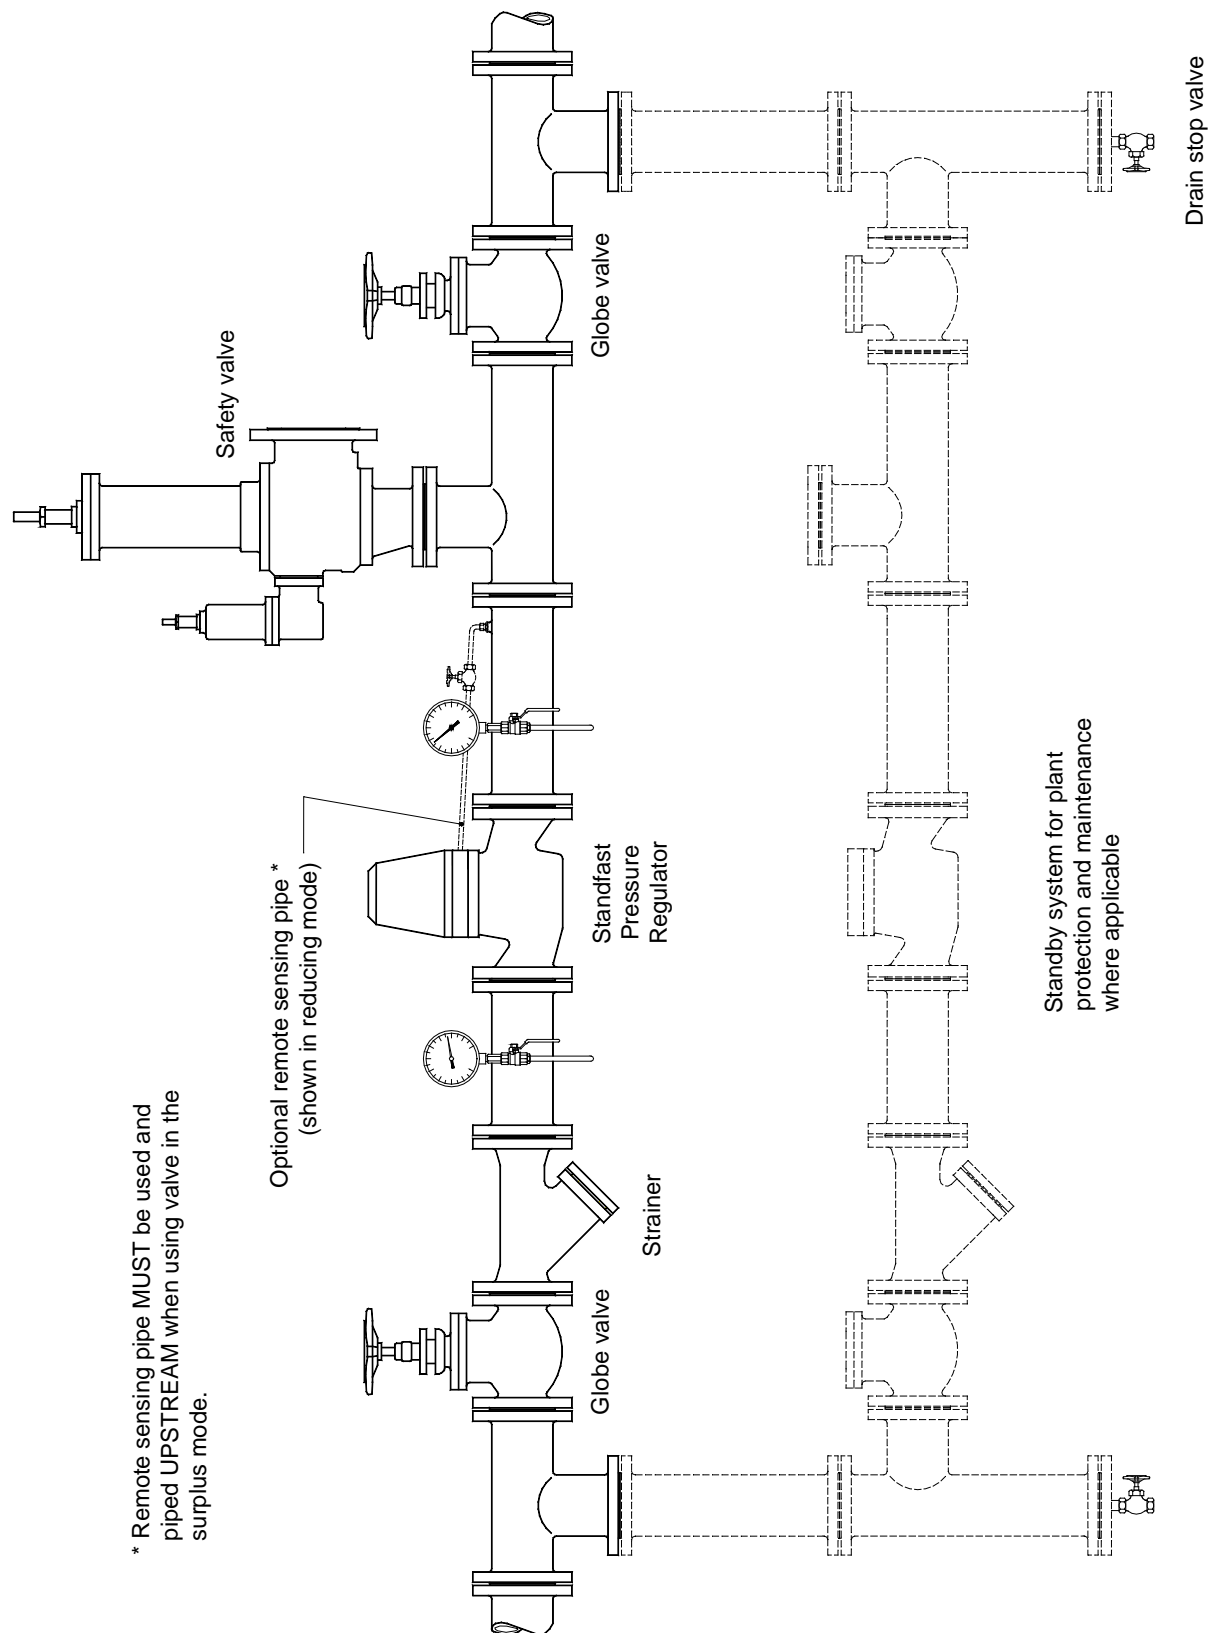 * Remote sensing pipe MUST be used and
piped UPSTREAM when using valve in the
surplus mode.
Optional remote sensing pipe *
(shown in reducing mode)
Safety valve
Globe valve
Strainer
Standfast
Pressure
Regulator
Globe valve
Standby system for plant
protection and maintenance
where applicable
Drain stop valve